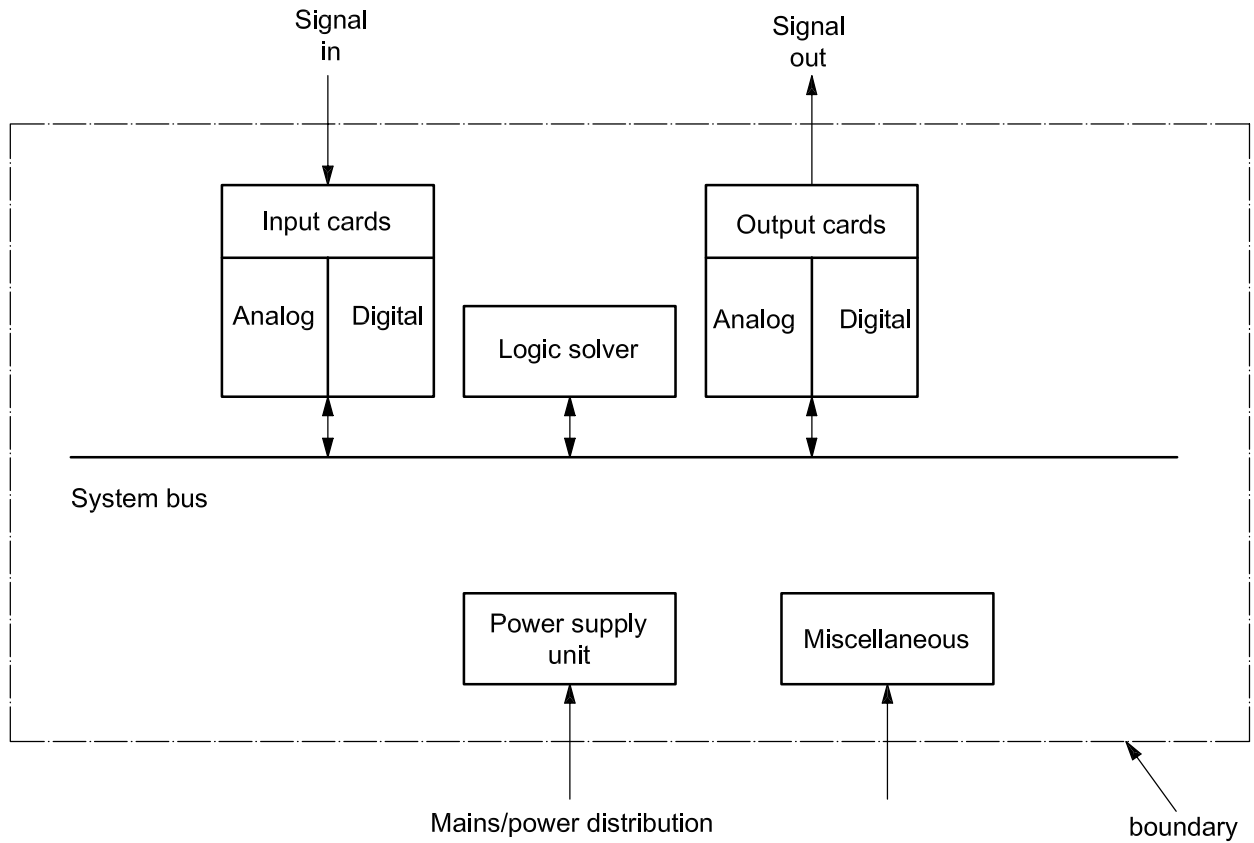 Signal
in
Signal
out
Input cards
Output cards
Analog
Digital
Logic solver
Analog
Digital
System bus
Power supply
unit
Miscellaneous
Mains/power distribution
boundary